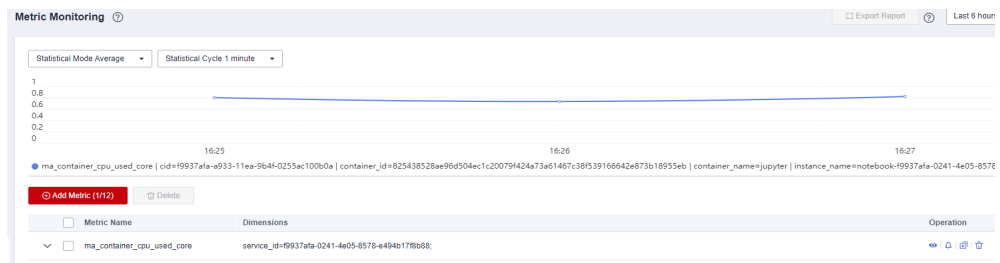 Metric Monitoring
Export Report
Last 6 hours
Statistical Mode Average
Statistical Cycle 1 minute
1
0.8
0.6
0.4
0.2
0
16:25
16:26
16:27
ma_container_cpu_used_core | cid=f9937afa-a933-11ea-9b4f-0255ac100b0a | container_id=825438528ae96d504ec1c20079f424a73a61467c38f539166642e873b18955eb | container_name=jupyter | instance_name=notebook-f9937afa-0241-4e05-8578
Add Metric (1/12)
Delete
Metric Name
Dimensions
Operation
ma_container_cpu_used_core
service_id=f9937afa-0241-4e05-8578-e494b17f8b88;